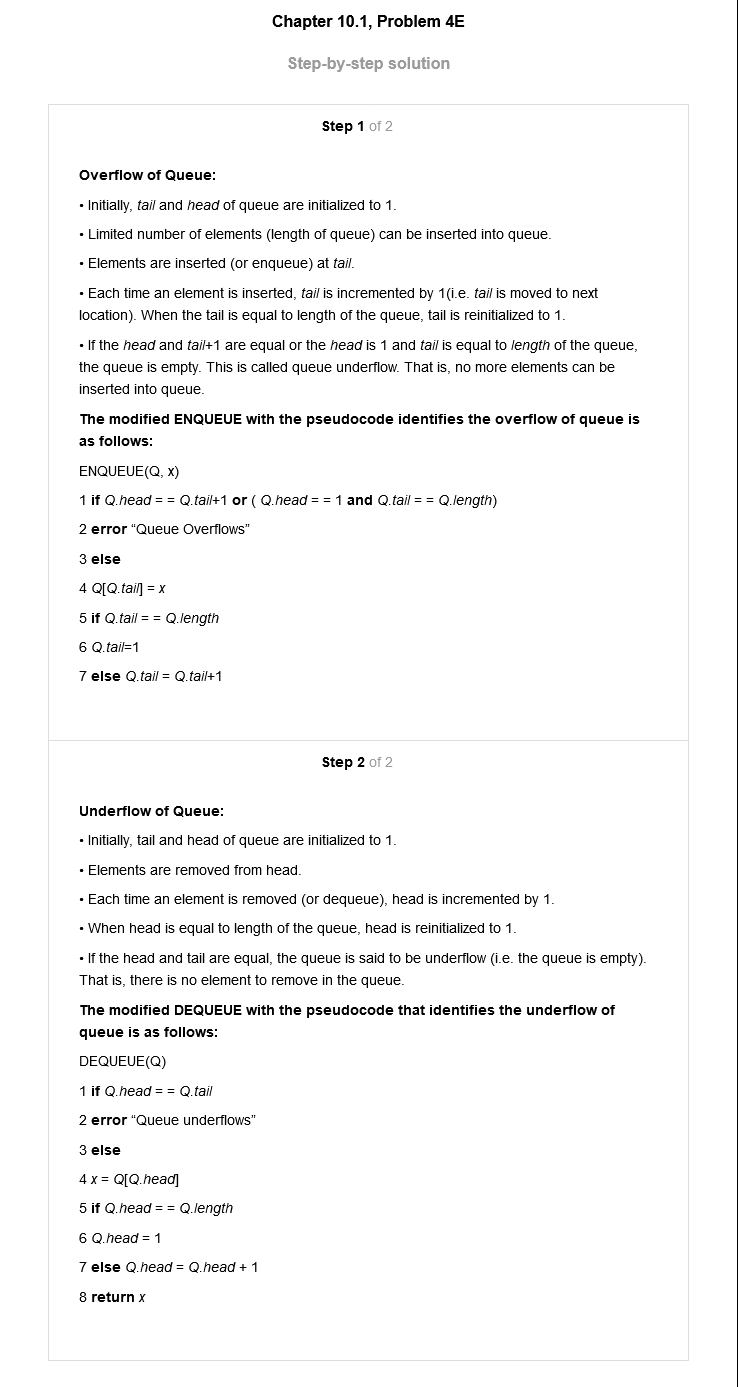 Chapter 10.1, Problem 4E
Step-by-step solution
Step 1 of 2
Overflow of Queue:
• Initially, tail and head of queue are initialized to 1.
• Limited number of elements (length of queue) can be inserted into queue.
• Elements are inserted (or enqueue) at tail.
• Each time an element is inserted, tail is incremented by 1(i.e. tail is moved to next
location). When the tail is equal to length of the queue, tail is reinitialized to 1.
• If the head and tail+1 are equal or the head is 1 and tail is equal to length of the queue,
the queue is empty. This is called queue underflow. That is, no more elements can be
inserted into queue.
The modified ENQUEUE with the pseudocode identifies the overflow of queue is
as follows:
ENQUEUE(Q, x)
1 if Q.head = = Q.tail+1 or ( Q.head = = 1 and Q.tail = = Q.length)
2 error “Queue Overflows”
3 else
4 Q[Q.tail] = x
5 if Q.tail = = Q.length
6 Q.tail=1
7 else Q.tail = Q.tail+1
Step 2 of 2
Underflow of Queue:
• Initially, tail and head of queue are initialized to 1.
• Elements are removed from head.
• Each time an element is removed (or dequeue), head is incremented by 1.
• When head is equal to length of the queue, head is reinitialized to 1.
• If the head and tail are equal, the queue is said to be underflow (i.e. the queue is empty).
That is, there is no element to remove in the queue.
The modified DEQUEUE with the pseudocode that identifies the underflow of
queue is as follows:
DEQUEUE(Q)
1 if Q.head = = Q.tail
2 error “Queue underflows”
3 else
4 x = Q[Q.head]
5 if Q.head = = Q.length
6 Q.head = 1
7 else Q.head = Q.head + 1
8 return x